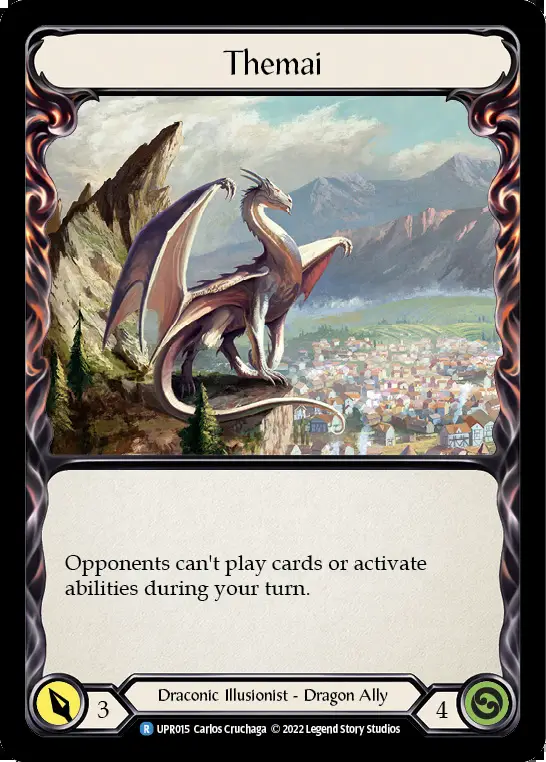 Themai
Opponents can't play cards or activate
abilities during your turn.
3
Draconic Illusionist - Dragon Ally
4
R UPR015 Carlos Cruchaga © 2022 Legend Story Studios